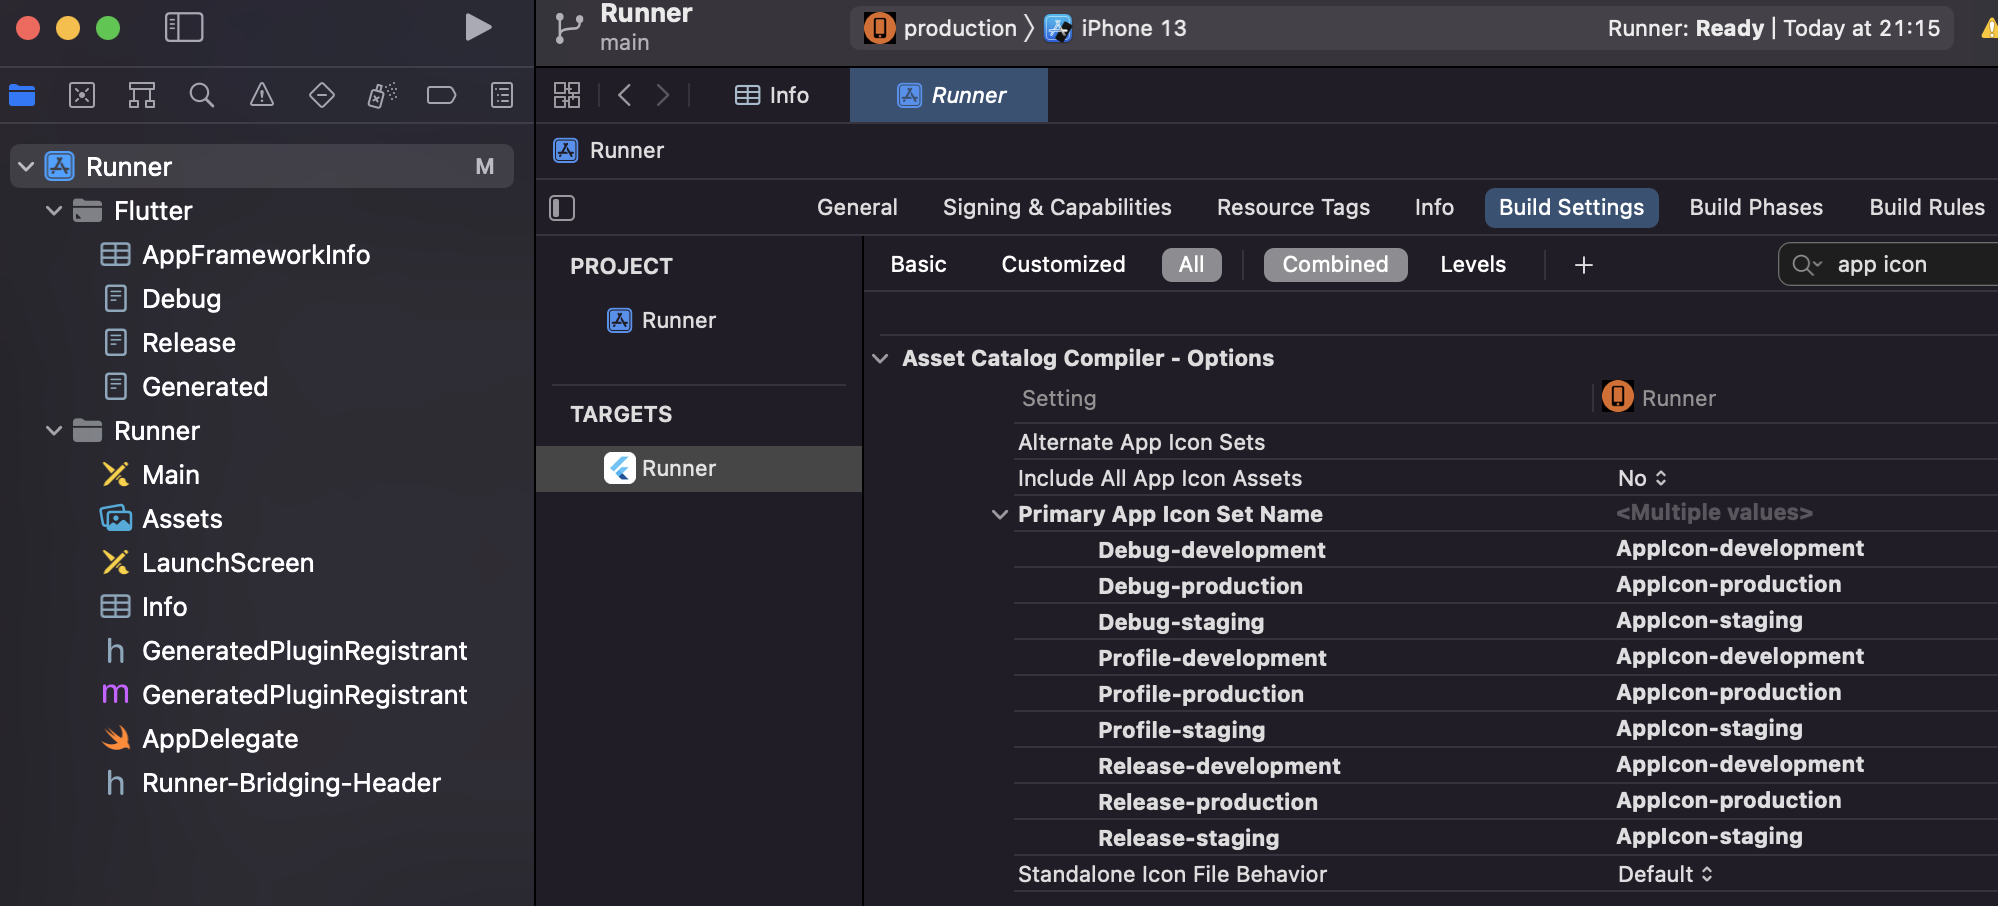 Runner
main
production
iPhone 13
Runner: Ready | Today at 21:15
Info
Runner
Runner
M
Flutter
AppFrameworkInfo
Debug
Release
Generated
Runner
Main
Assets
LaunchScreen
Info
h GeneratedPluginRegistrant
m GeneratedPluginRegistrant
AppDelegate
h Runner-Bridging-Header
Runner
General
Signing & Capabilities
Resource Tags
Info
Build Settings
Build Phases
Build Rules
PROJECT
Runner
TARGETS
Runner
Basic
Customized
All
Combined
Levels
+
app icon
Asset Catalog Compiler - Options
Setting
Runner
Alternate App Icon Sets
Include All App Icon Assets No
Primary App Icon Set Name <Multiple values>
Debug-development AppIcon-development
Debug-production AppIcon-production
Debug-staging AppIcon-staging
Profile-development AppIcon-development
Profile-production AppIcon-production
Profile-staging AppIcon-staging
Release-development AppIcon-development
Release-production AppIcon-production
Release-staging AppIcon-staging
Standalone Icon File Behavior Default